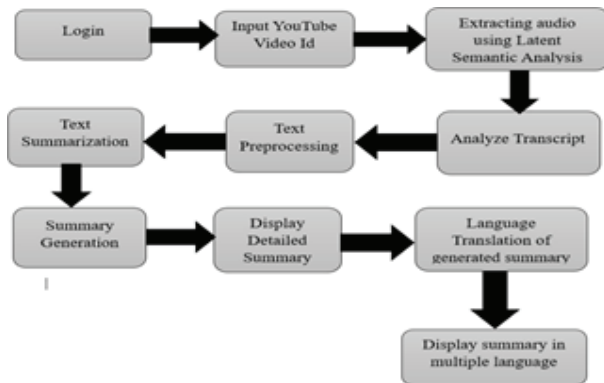 Login
Input YouTube
Video Id
Extracting audio
using Latent
Semantic Analysis
Analyze Transcript
Text
Preprocessing
Text
Summarization
Summary
Generation
Display
Detailed
Summary
Language
Translation of
generated summary
Display summary in
multiple language